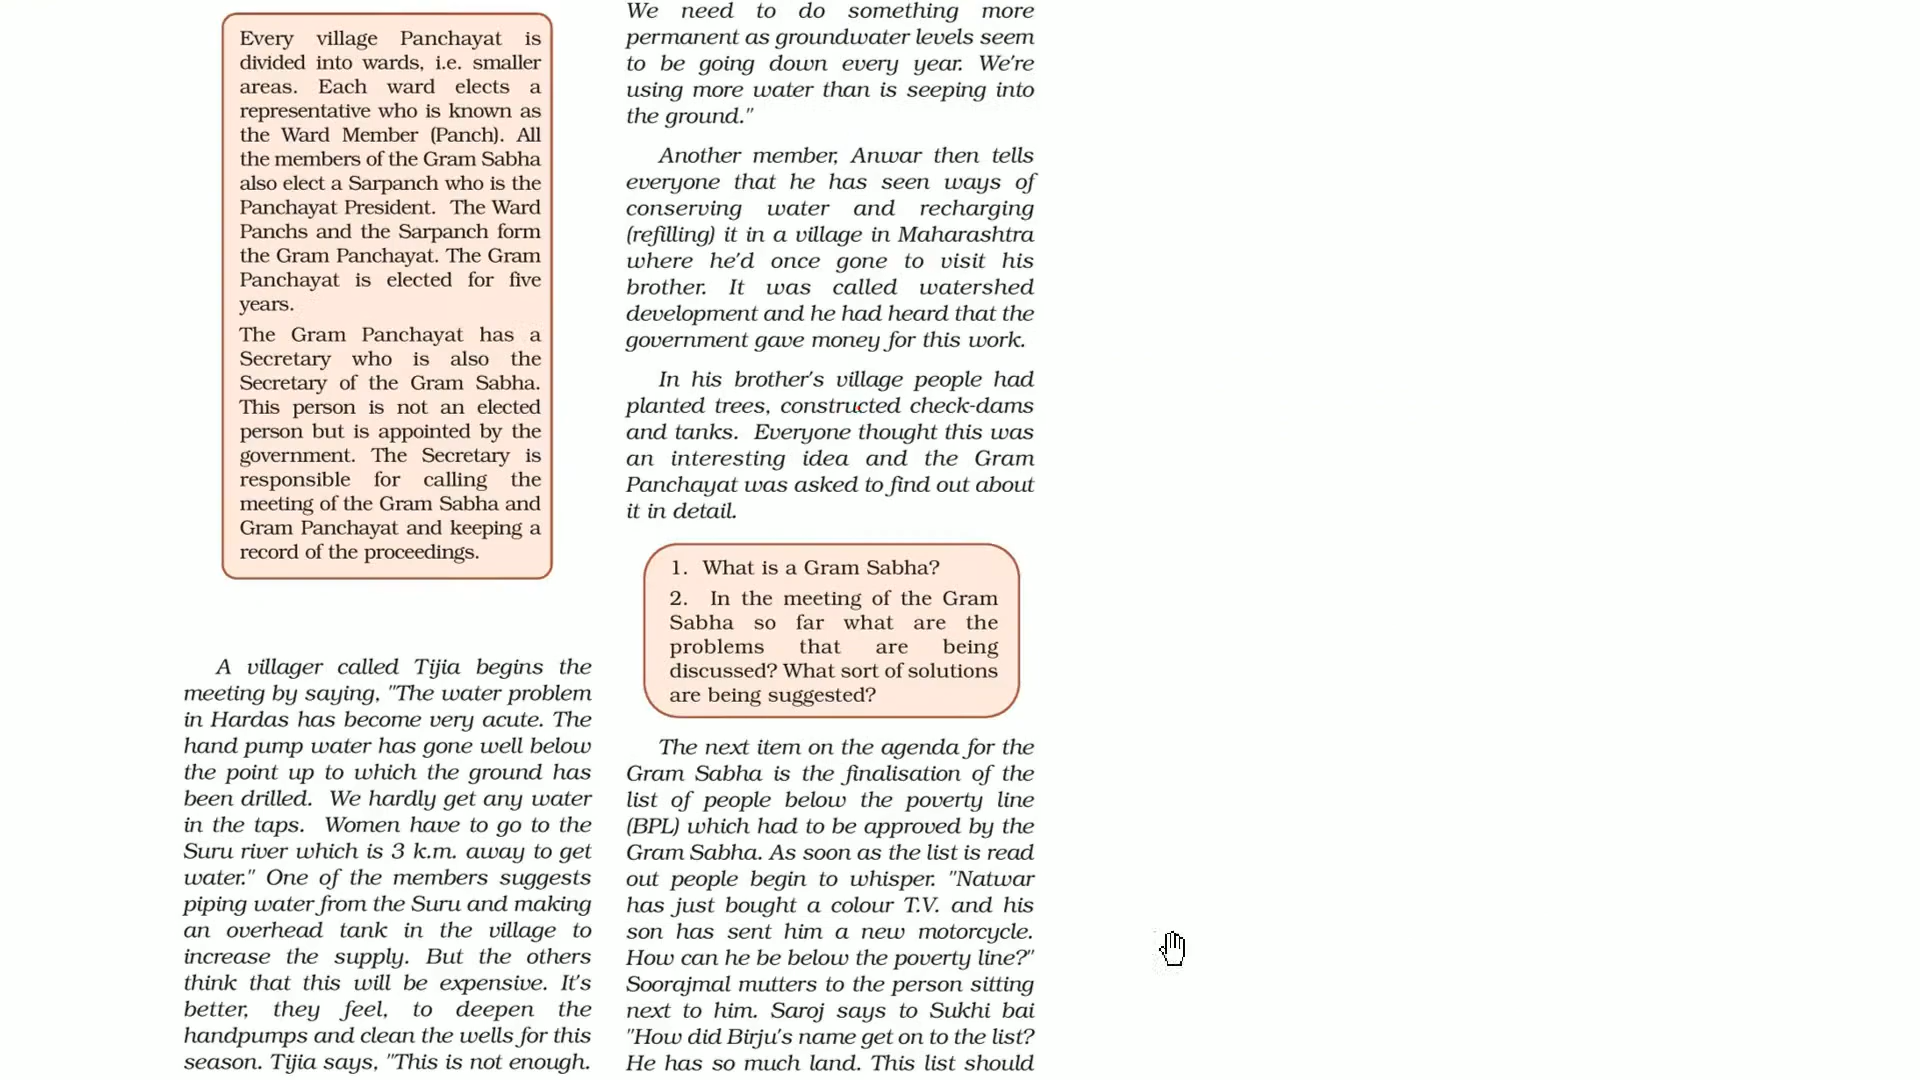 Every village Panchayat is
divided into wards, i.e. smaller
areas. Each ward elects a
representative who is known as
the Ward Member (Panch). All
the members of the Gram Sabha
also elect a Sarpanch who is the
Panchayat President. The Ward
Panchs and the Sarpanch form
the Gram Panchayat. The Gram
Panchayat is elected for five
years.
The Gram Panchayat has a
Secretary who is also the
Secretary of the Gram Sabha.
This person is not an elected
person but is appointed by the
government. The Secretary is
responsible for calling the
meeting of the Gram Sabha and
Gram Panchayat and keeping a
record of the proceedings.
A villager called Tijia begins the
meeting by saying, "The water problem
in Hardas has become very acute. The
hand pump water has gone well below
the point up to which the ground has
been drilled. We hardly get any water
in the taps. Women have to go to the
Suru river which is 3 k.m. away to get
water." One of the members suggests
piping water from the Suru and making
an overhead tank in the village to
increase the supply. But the others
think that this will be expensive. It's
better, they feel, to deepen the
handpumps and clean the wells for this
season. Tijia says, "This is not enough.
We need to do something more
permanent as groundwater levels seem
to be going down every year. We're
using more water than is seeping into
the ground."
Another member, Anwar then tells
everyone that he has seen ways of
conserving water and recharging
(refilling) it in a village in Maharashtra
where he'd once gone to visit his
brother. It was called watershed
development and he had heard that the
government gave money for this work.
In his brother's village people had
planted trees, constructed check-dams
and tanks. Everyone thought this was
an interesting idea and the Gram
Panchayat was asked to find out about
it in detail.
1. What is a Gram Sabha?
2. In the meeting of the Gram
Sabha so far what are the
problems that are being
discussed? What sort of solutions
are being suggested?
The next item on the agenda for the
Gram Sabha is the finalisation of the
list of people below the poverty line
(BPL) which had to be approved by the
Gram Sabha. As soon as the list is read
out people begin to whisper. "Natwar
has just bought a colour T.V. and his
son has sent him a new motorcycle.
How can he be below the poverty line?"
Soorajmal mutters to the person sitting
next to him. Saroj says to Sukhi bai
"How did Birju's name get on to the list?
He has so much land. This list should